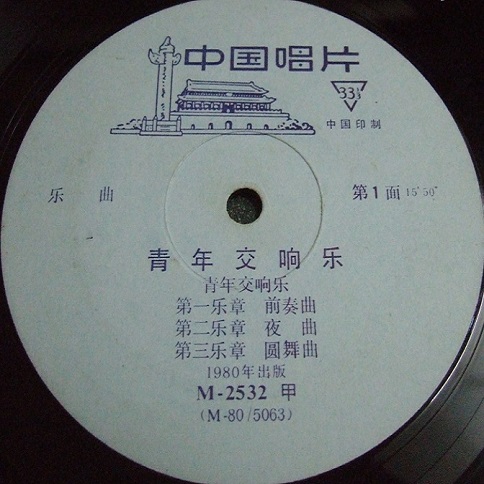 中国唱片
33⅓
中国印制
乐 曲
第1面 15′50″
青年交响乐
青年交响乐
第一乐章 前奏曲
第二乐章 夜 曲
第三乐章 圆舞曲
1980年出版
M-2532 甲
(M-80/5063)